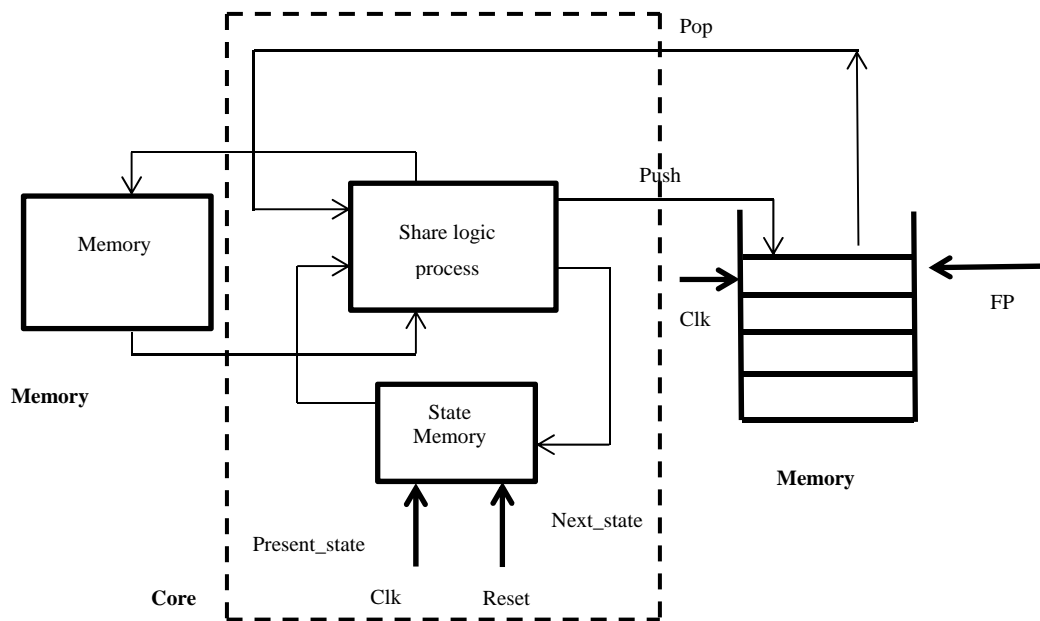 Pop
Push
Memory
Share logic
process
Clk
FP
Memory
State
Memory
Memory
Next_state
Present_state
Core
Clk
Reset